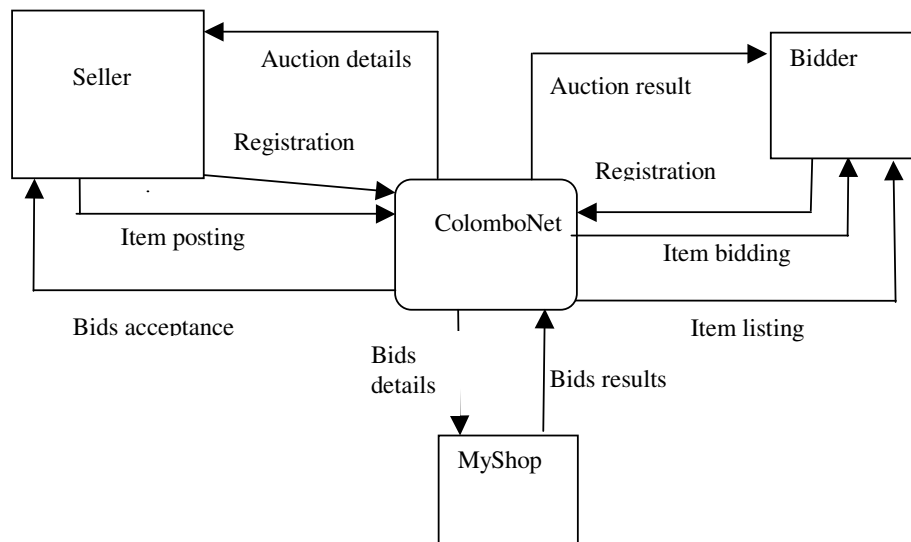 Auction details
Seller
Bidder
Auction result
Registration
Registration
ColomboNet
Item posting
Item bidding
Bids acceptance
Item listing
Bids
details
Bids results
MyShop